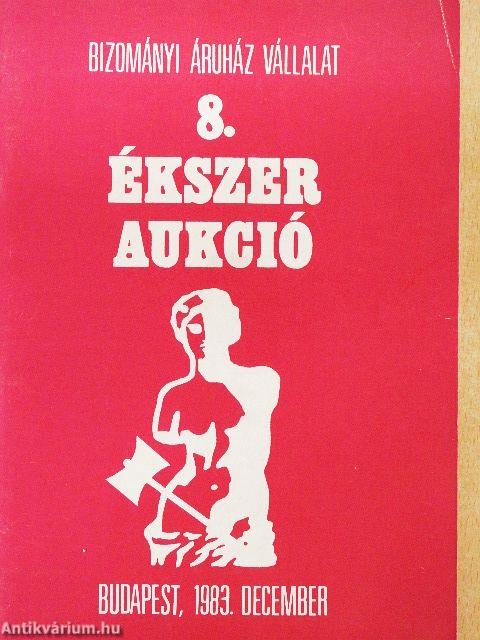 BIZOMÁNYI ÁRUHÁZ VÁLLALAT
8.
ÉKSZER
AUKCIÓ
BUDAPEST, 1983. DECEMBER
Antikvárium.hu